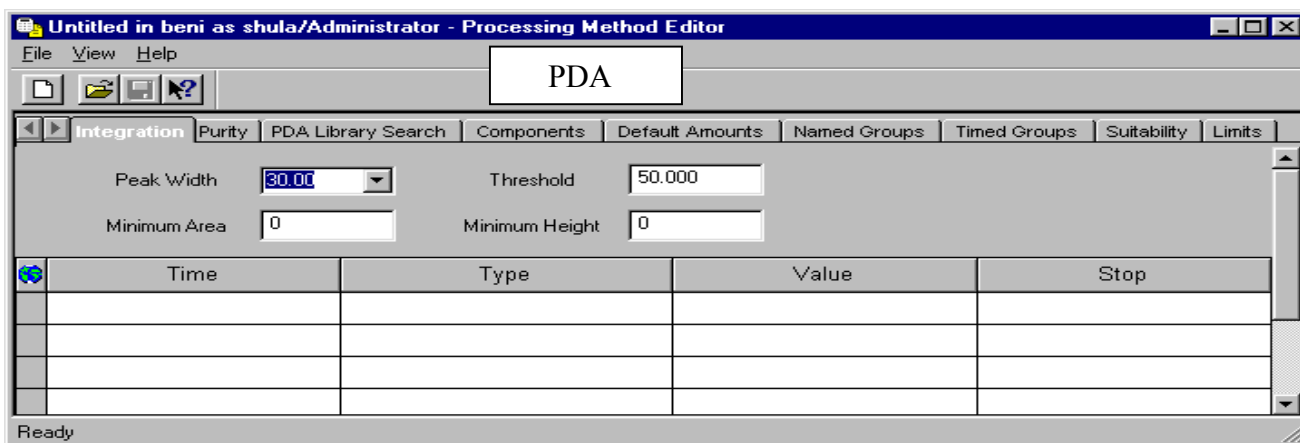 Untitled in beni as shula/Administrator - Processing Method Editor
File View Help
PDA
Integration Purity PDA Library Search Components Default Amounts Named Groups Timed Groups Suitability Limits
Peak Width 30.00 Threshold 50.000
Minimum Area 0 Minimum Height 0
Time Type Value Stop
Ready